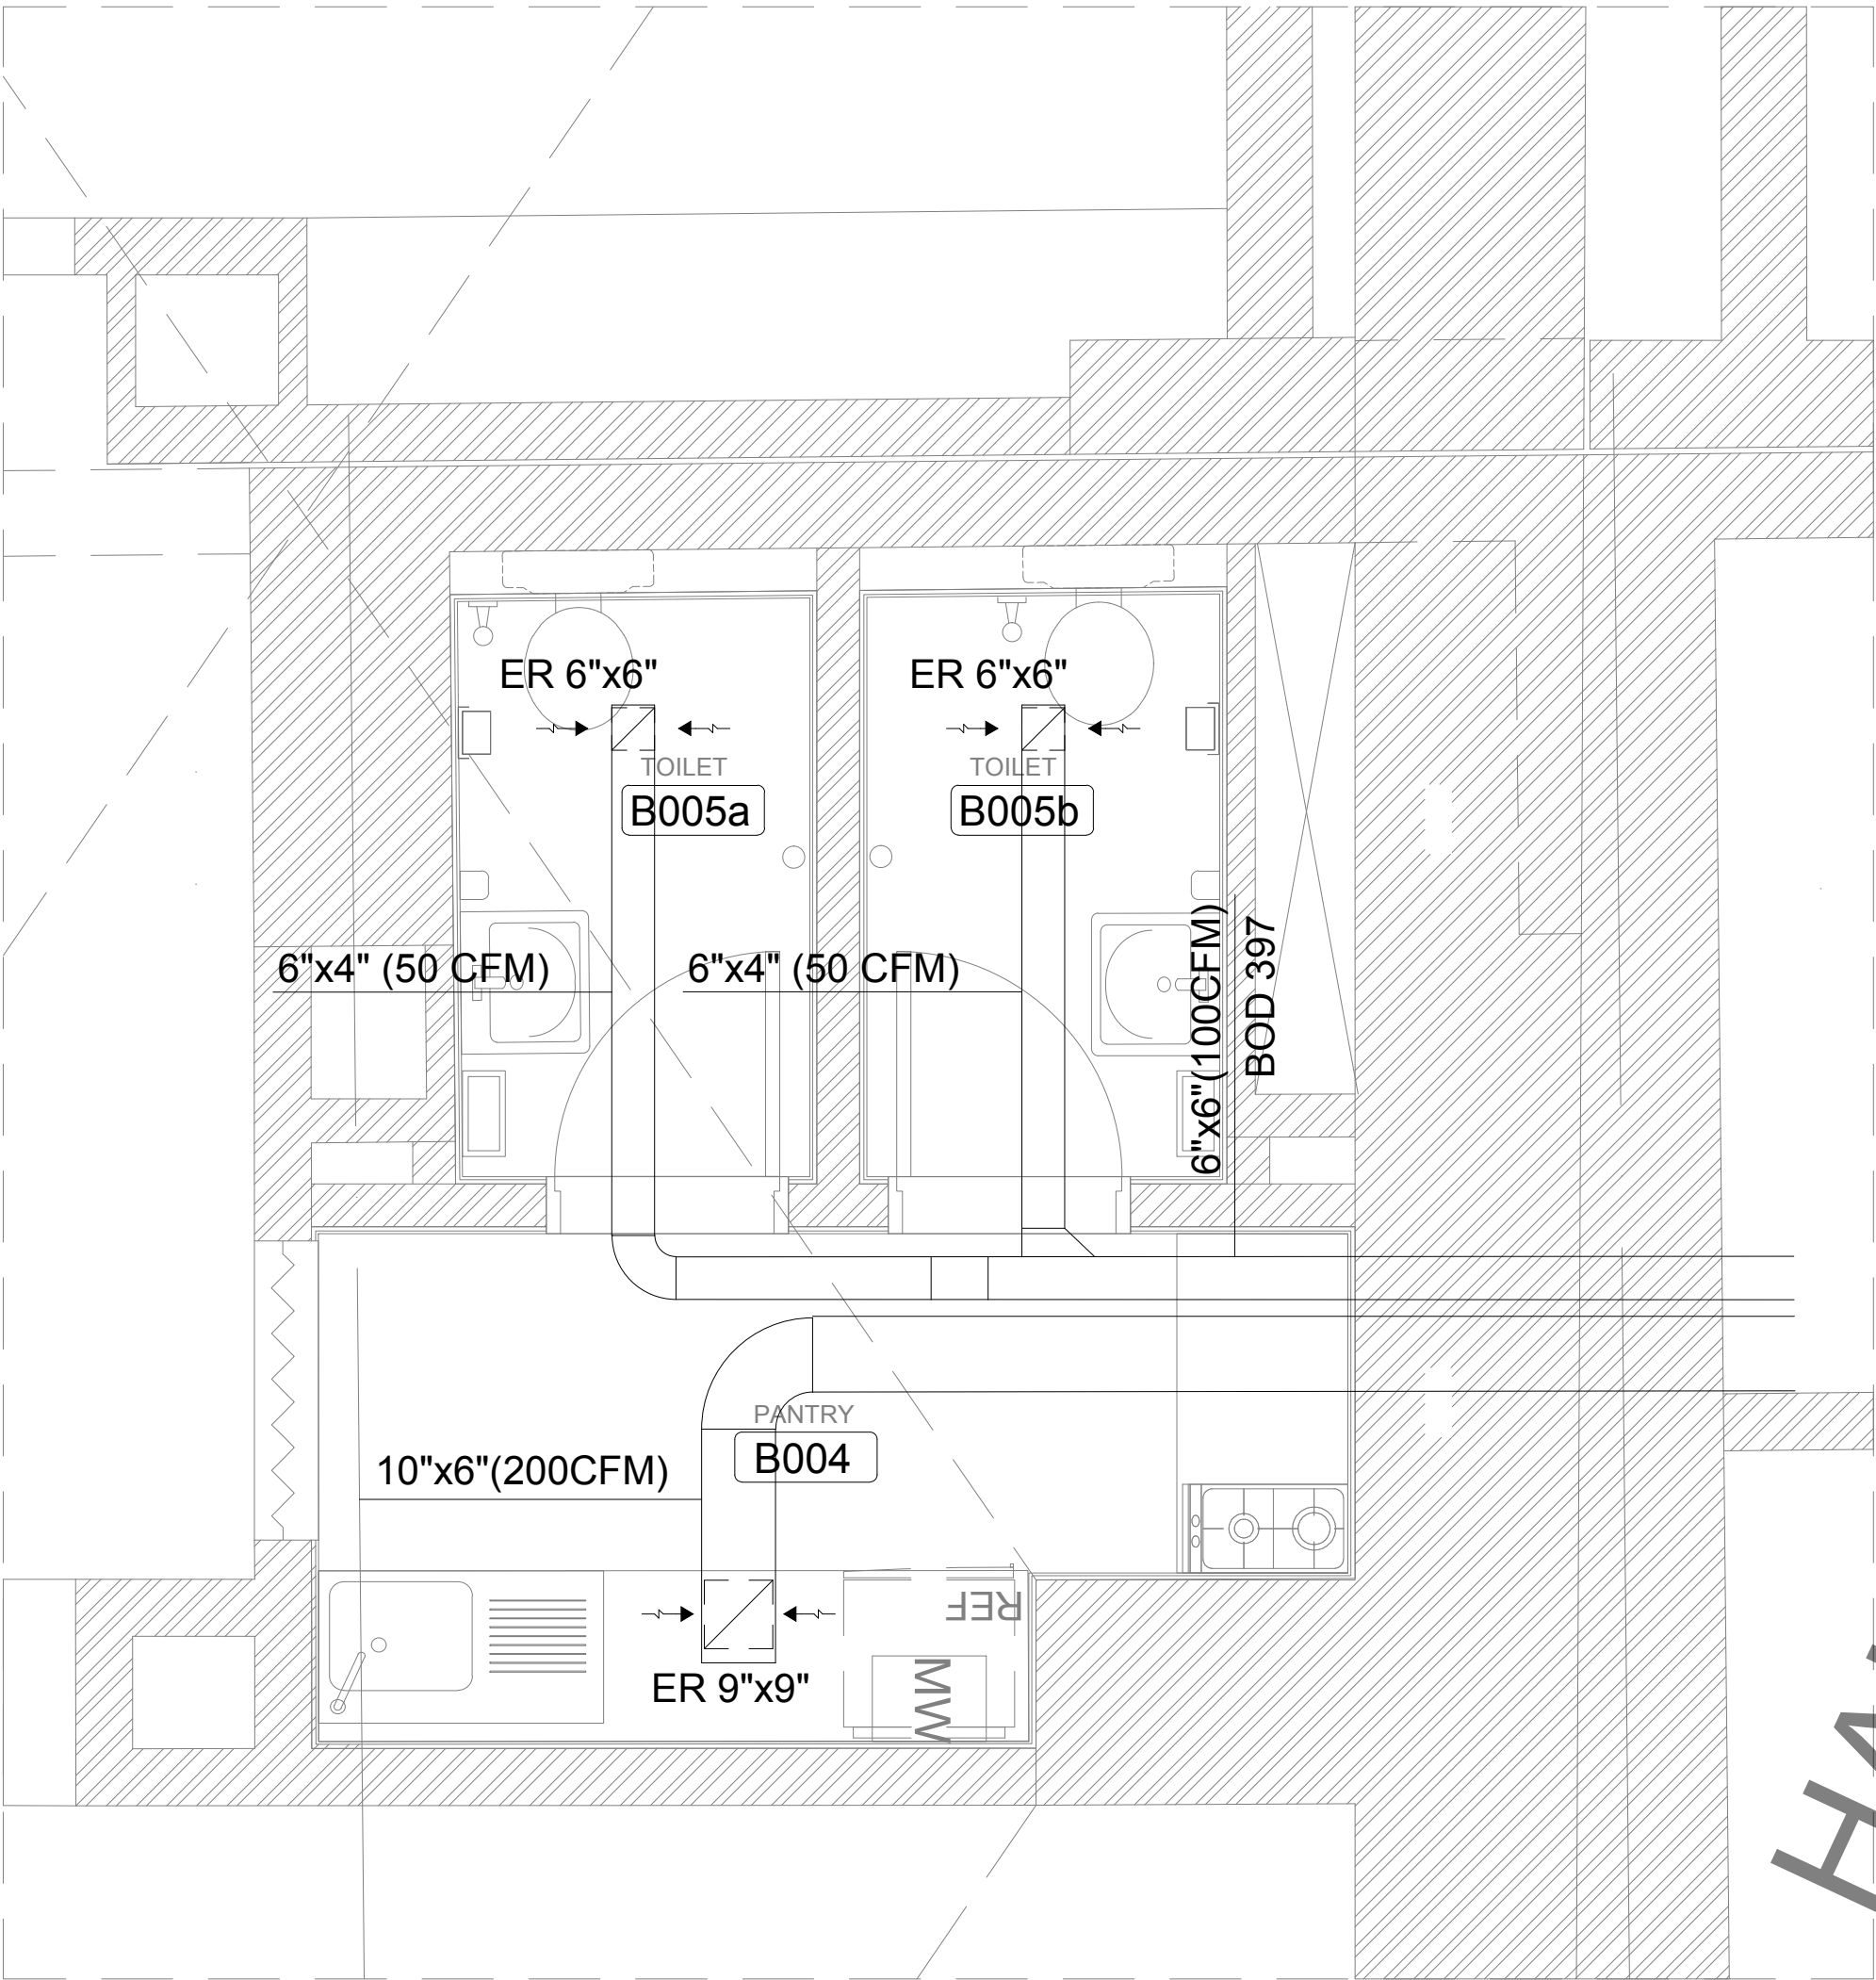 ER 6"x6"
ER 6"x6"
TOILET
TOILET
B005a
B005b
6"x4" (50 CFM)
6"x4" (50 CFM)
6"x6"(100CFM)
BOD 397
PANTRY
B004
10"x6"(200CFM)
REF
MW
ER 9"x9"